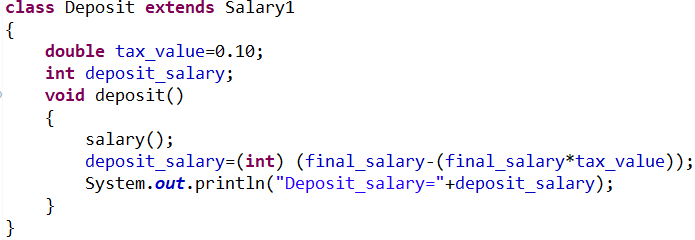 class Deposit extends Salary1
{
    double tax_value=0.10;
    int deposit_salary;
    void deposit()
    {
        salary();
        deposit_salary=(int) (final_salary-(final_salary*tax_value));
        System.out.println("Deposit_salary="+deposit_salary);
    }
}